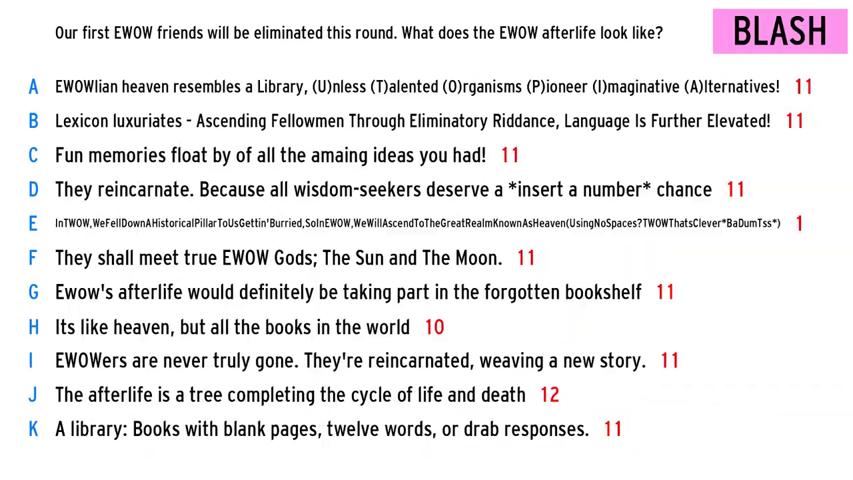 Our first EWOW friends will be eliminated this round. What does the EWOW afterlife look like?
BLASH
A EWOWlian heaven resembles a Library, (U)nless (T)alented (O)rganisms (P)ioneer (I)maginative (A)lternatives! 11
B Lexicon luxuriates - Ascending Fellowmen Through Eliminatory Riddance, Language Is Further Elevated! 11
C Fun memories float by of all the amaing ideas you had! 11
D They reincarnate. Because all wisdom-seekers deserve a *insert a number* chance 11
E InTWOW,WeFellDownAHistoricalPillarToUsGettin'Burried,SoInEWOW,WeWillAscendToTheGreatRealmKnownAsHeaven(UsingNoSpaces?TWOWThatsClever*BaDumTss*) 1
F They shall meet true EWOW Gods; The Sun and The Moon. 11
G Ewow's afterlife would definitely be taking part in the forgotten bookshelf 11
H Its like heaven, but all the books in the world 10
I EWOWers are never truly gone. They're reincarnated, weaving a new story. 11
J The afterlife is a tree completing the cycle of life and death 12
K A library: Books with blank pages, twelve words, or drab responses. 11